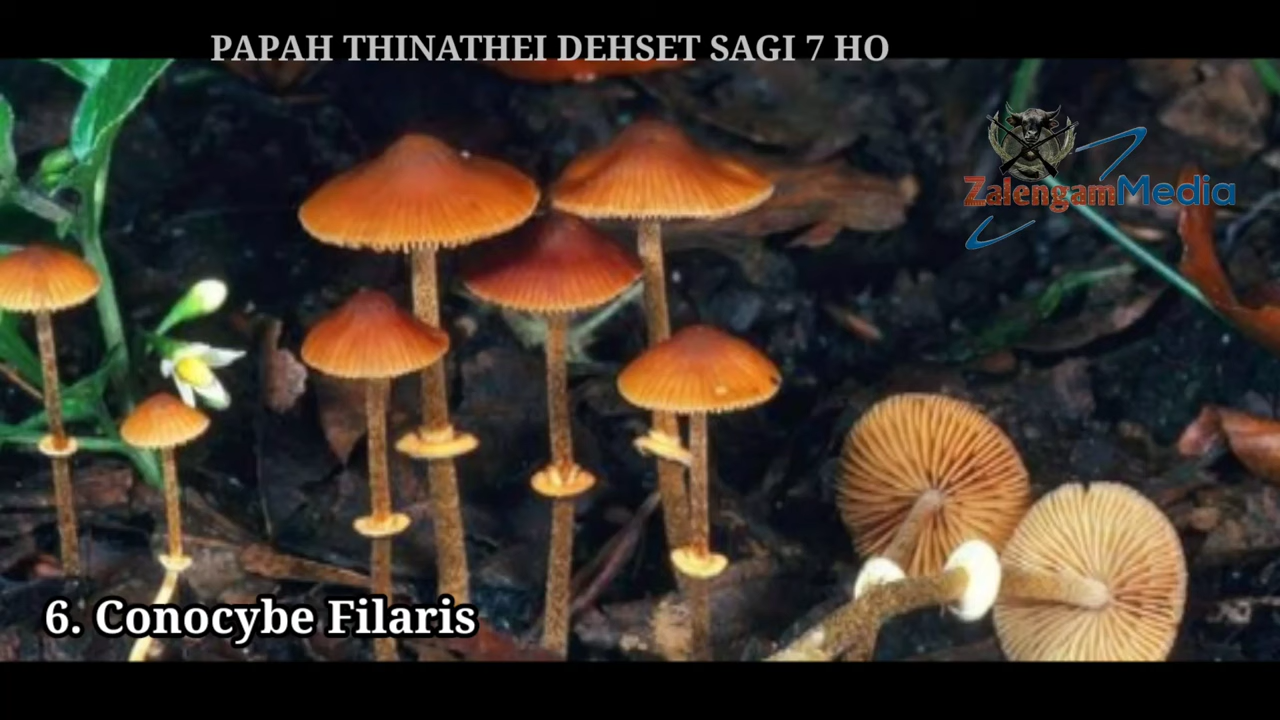 PAPAH THINATHEI DEHSET SAGI 7 HO
ZalengamMedia
6. Conocybe Filaris